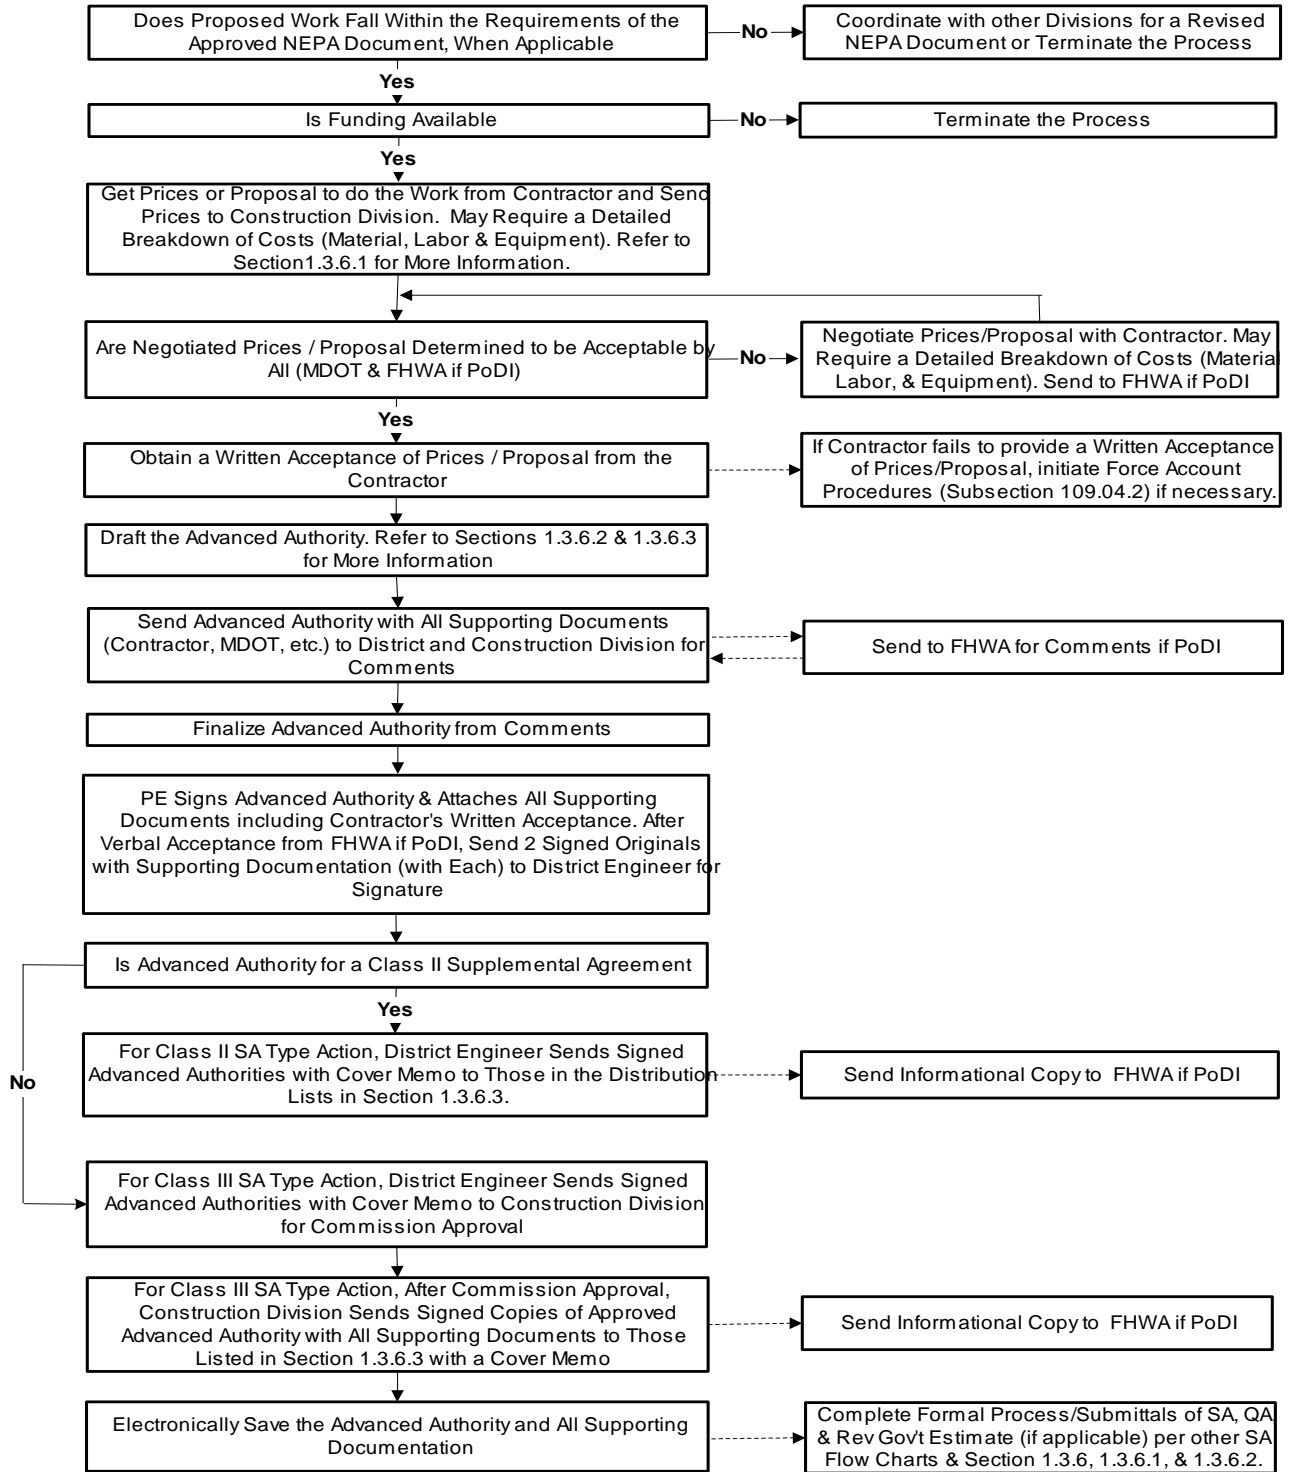 Does Proposed Work Fall Within the Requirements of the
Approved NEPA Document, When Applicable
No
Coordinate with other Divisions for a Revised
NEPA Document or Terminate the Process
Yes
Is Funding Available
No
Terminate the Process
Yes
Get Prices or Proposal to do the Work from Contractor and Send
Prices to Construction Division. May Require a Detailed
Breakdown of Costs (Material, Labor & Equipment). Refer to
Section1.3.6.1 for More Information.
Are Negotiated Prices / Proposal Determined to be Acceptable by
All (MDOT & FHWA if PoDI)
No
Negotiate Prices/Proposal with Contractor. May
Require a Detailed Breakdown of Costs (Material
Labor, & Equipment). Send to FHWA if PoDI
Yes
Obtain a Written Acceptance of Prices / Proposal from the
Contractor
If Contractor fails to provide a Written Acceptance
of Prices/Proposal, initiate Force Account
Procedures (Subsection 109.04.2) if necessary.
Draft the Advanced Authority. Refer to Sections 1.3.6.2 & 1.3.6.3
for More Information
Send Advanced Authority with All Supporting Documents
(Contractor, MDOT, etc.) to District and Construction Division for
Comments
Send to FHWA for Comments if PoDI
Finalize Advanced Authority from Comments
PE Signs Advanced Authority & Attaches All Supporting
Documents including Contractor's Written Acceptance. After
Verbal Acceptance from FHWA if PoDI, Send 2 Signed Originals
with Supporting Documentation (with Each) to District Engineer for
Signature
Is Advanced Authority for a Class II Supplemental Agreement
Yes
No
For Class II SA Type Action, District Engineer Sends Signed
Advanced Authorities with Cover Memo to Those in the Distribution
Lists in Section 1.3.6.3.
Send Informational Copy to FHWA if PoDI
For Class III SA Type Action, District Engineer Sends Signed
Advanced Authorities with Cover Memo to Construction Division
for Commission Approval
For Class III SA Type Action, After Commission Approval,
Construction Division Sends Signed Copies of Approved
Advanced Authority with All Supporting Documents to Those
Listed in Section 1.3.6.3 with a Cover Memo
Send Informational Copy to FHWA if PoDI
Electronically Save the Advanced Authority and All Supporting
Documentation
Complete Formal Process/Submittals of SA, QA
& Rev Gov't Estimate (if applicable) per other SA
Flow Charts & Section 1.3.6, 1.3.6.1, & 1.3.6.2.